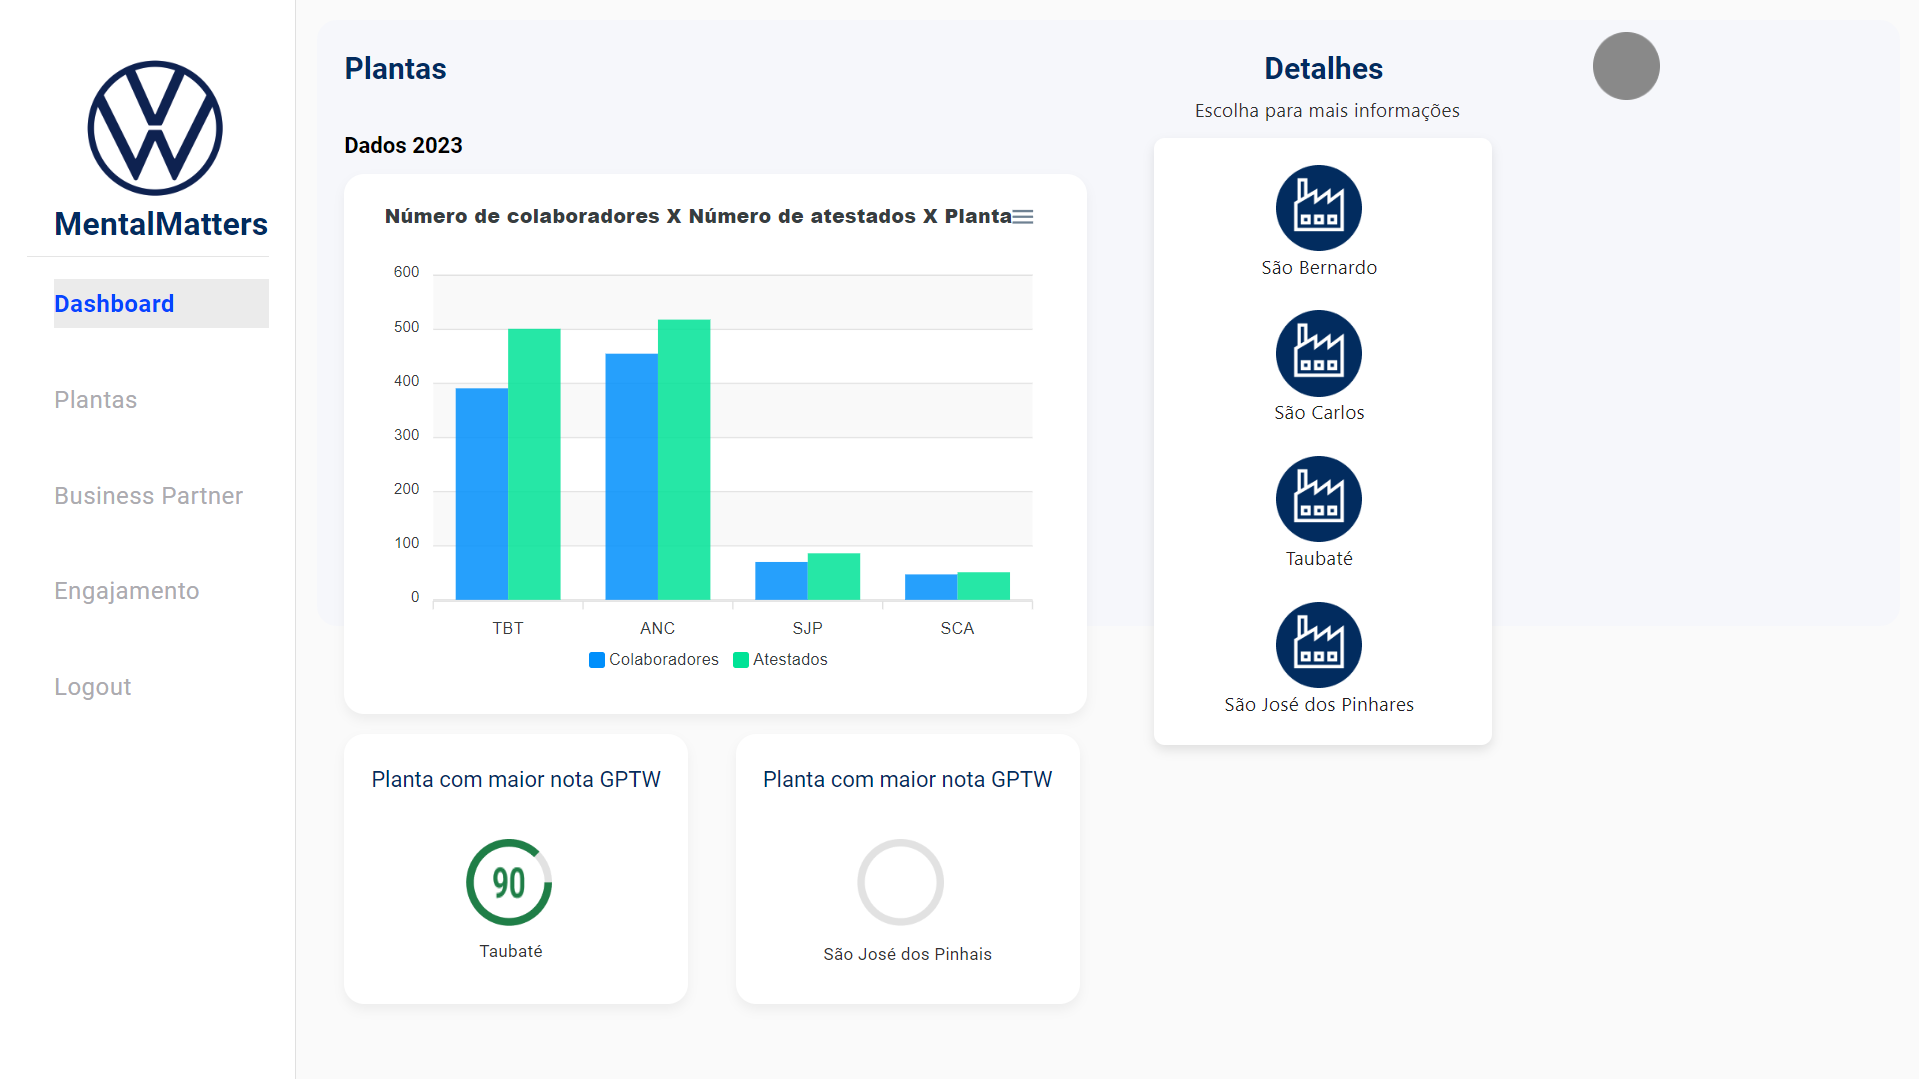 MentalMatters
Dashboard
Plantas
Business Partner
Engajamento
Logout
Plantas
Dados 2023
Número de colaboradores X Número de atestados X Planta
600
500
400
300
200
100
0
TBT ANC SJP SCA
Colaboradores Atestados
Planta com maior nota GPTW
90
Taubaté
Planta com maior nota GPTW
São José dos Pinhais
Detalhes
Escolha para mais informações
São Bernardo
São Carlos
Taubaté
São José dos Pinhares